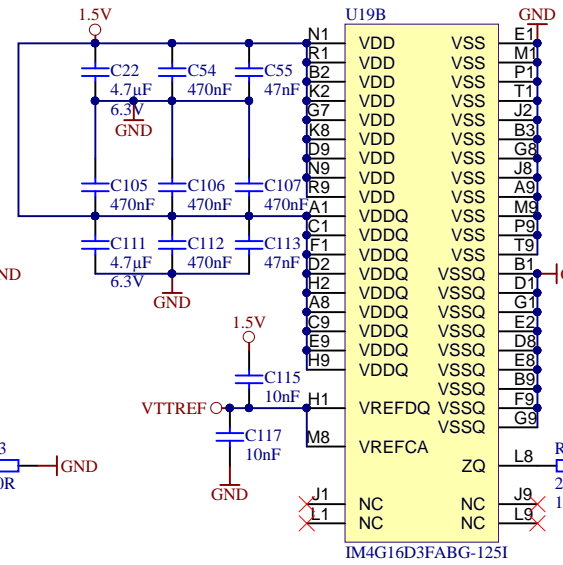 1.5V
U19B
GND
C22
4.7µF
6.3V
C54
470nF
C55
47nF
GND
C105
470nF
C106
470nF
C107
470nF
C111
4.7µF
6.3V
C112
470nF
C113
47nF
GND
1.5V
C115
10nF
VTTREF
C117
10nF
GND
GND
N1 VDD VSS E1
R1 VDD VSS M1
B2 VDD VSS P1
K2 VDD VSS T1
G7 VDD VSS J2
K8 VDD VSS B3
D9 VDD VSS G8
N9 VDD VSS J8
R9 VDD VSS A9
A1 VDDQ VSS M9
C1 VDDQ VSS P9
F1 VDDQ VSS T9
D2 VDDQ VSSQ B1
H2 VDDQ VSSQ D1
A8 VDDQ VSSQ G1
C9 VDDQ VSSQ E2
E9 VDDQ VSSQ D8
H9 VDDQ VSSQ E8
VSSQ B9
H1 VREFDQ VSSQ F9
VSSQ G9
M8 VREFCA
ZQ L8
J1 NC NC J9
L1 NC NC L9
IM4G16D3FABG-125I